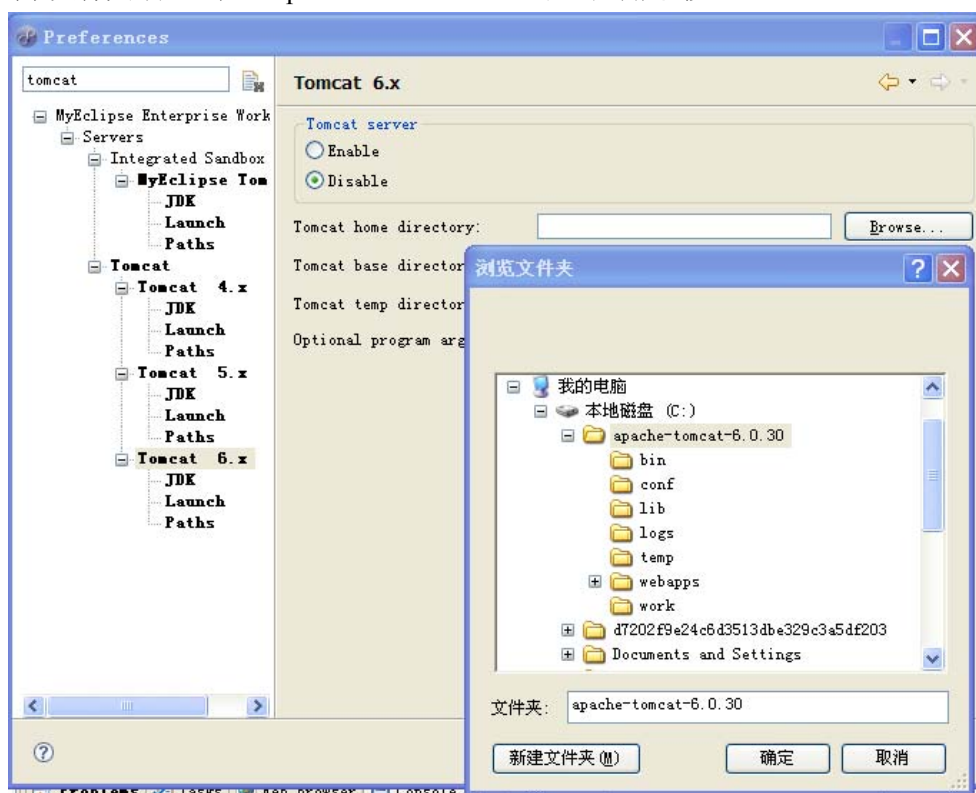 Preferences
tomcat
MyEclipse Enterprise Work
Servers
Integrated Sandbox
MyEclipse Tom
JDK
Launch
Paths
Tomcat
Tomcat 4.x
JDK
Launch
Paths
Tomcat 5.x
JDK
Launch
Paths
Tomcat 6.x
JDK
Launch
Paths
Tomcat 6.x
Tomcat server
Enable
Disable
Tomcat home directory:
Browse...
Tomcat base director
Tomcat temp director
Optional program arg
浏览文件夹
我的电脑
本地磁盘 (C:)
apache-tomcat-6.0.30
bin
conf
lib
logs
temp
webapps
work
d7202f9e24c6d3513dbe329c3a5df203
Documents and Settings
文件夹: apache-tomcat-6.0.30
新建文件夹(M) 确定 取消